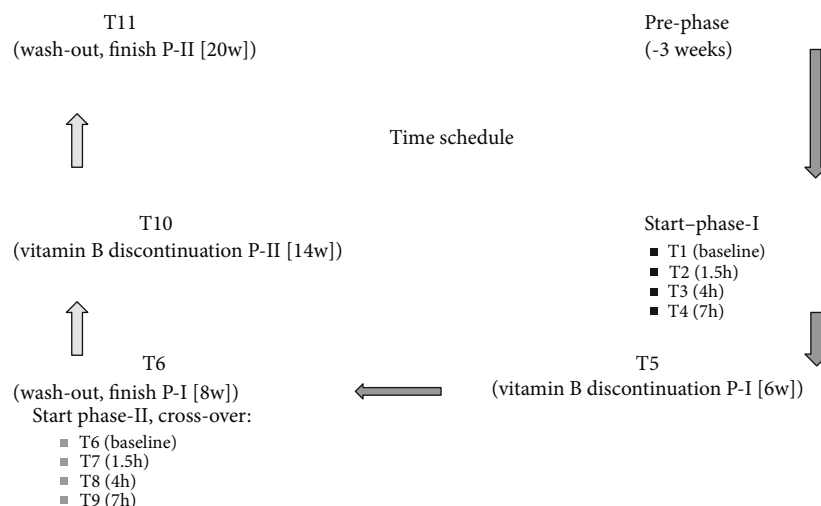 T11
(wash-out, finish P-II [20w])
Pre-phase
(-3 weeks)
Time schedule
T10
(vitamin B discontinuation P-II [14w])
Start–phase-I
T1 (baseline)
T2 (1.5h)
T3 (4h)
T4 (7h)
T6
(wash-out, finish P-I [8w])
Start phase-II, cross-over:
T6 (baseline)
T7 (1.5h)
T8 (4h)
T9 (7h)
T5
(vitamin B discontinuation P-I [6w])